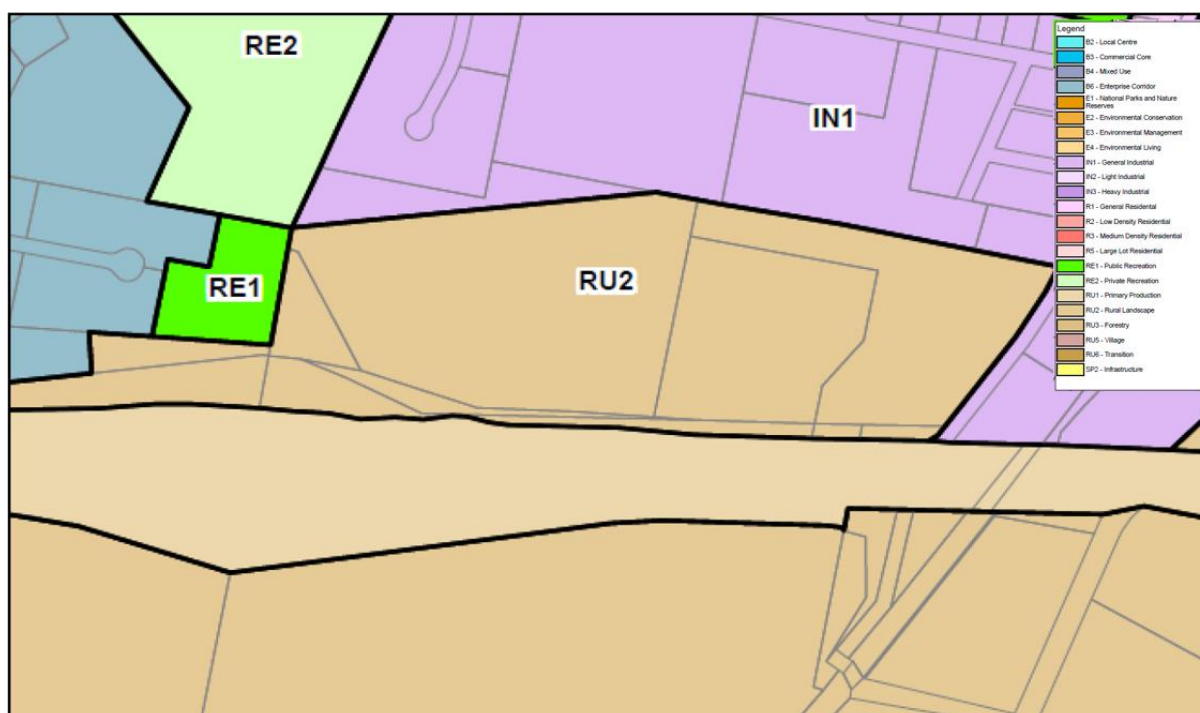 RE2
IN1
RE1
RU2
Legend
B2 - Local Centre
B3 - Commercial Core
B4 - Mixed Use
B6 - Enterprise Corridor
E1 - National Parks and Nature
Reserves
E2 - Environmental Conservation
E3 - Environmental Management
E4 - Environmental Living
IN1 - General Industrial
IN2 - Light Industrial
IN3 - Heavy Industrial
R1 - General Residental
R2 - Low Density Residential
R3 - Medium Density Residential
R5 - Large Lot Residential
RE1 - Public Recreation
RE2 - Private Recreation
RU1 - Primary Production
RU2 - Rural Landscape
RU3 - Forestry
RU5 - Village
RU6 - Transition
SP2 - Infrastructure